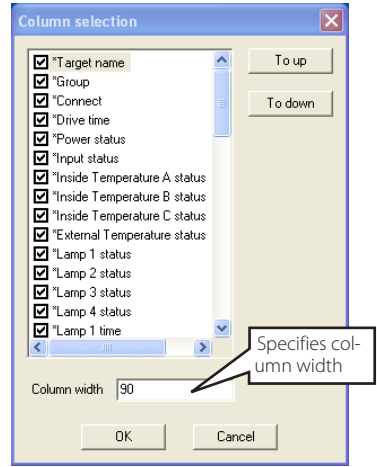 Column selection
*Target name
To up
*Group
*Connect
To down
*Drive time
*Power status
*Input status
*Inside Temperature A status
*Inside Temperature B status
*Inside Temperature C status
*External Temperature status
*Lamp 1 status
*Lamp 2 status
*Lamp 3 status
*Lamp 4 status
*Lamp 1 time
Specifies col-
umn width
Column width 90
OK Cancel